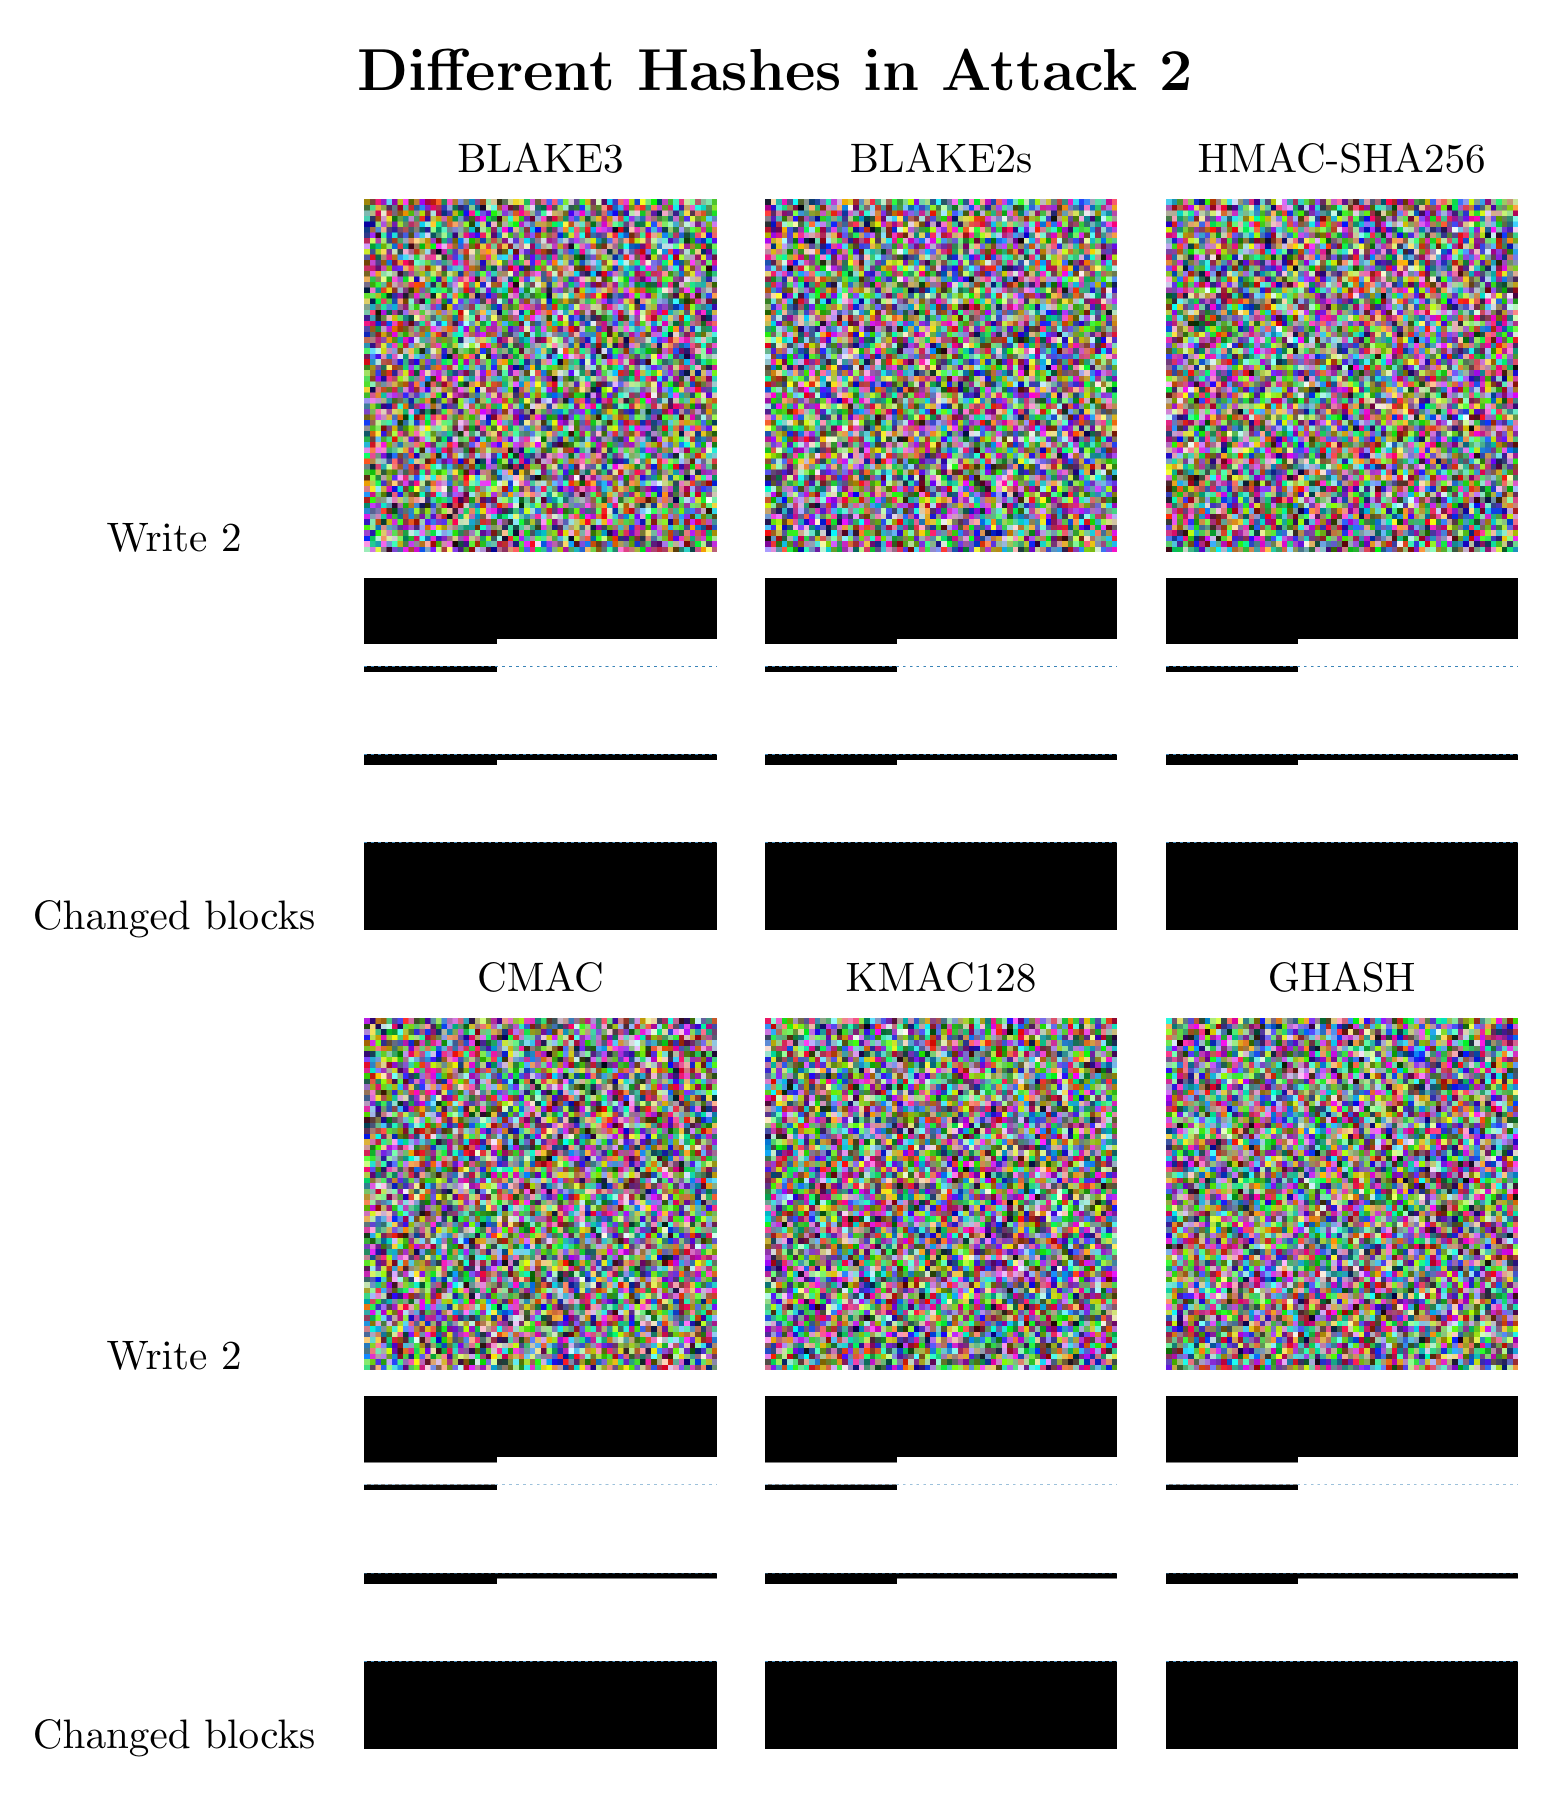 Different Hashes in Attack 2
BLAKE3 BLAKE2s HMAC-SHA256
Write 2
Changed blocks
CMAC KMAC128 GHASH
Write 2
Changed blocks